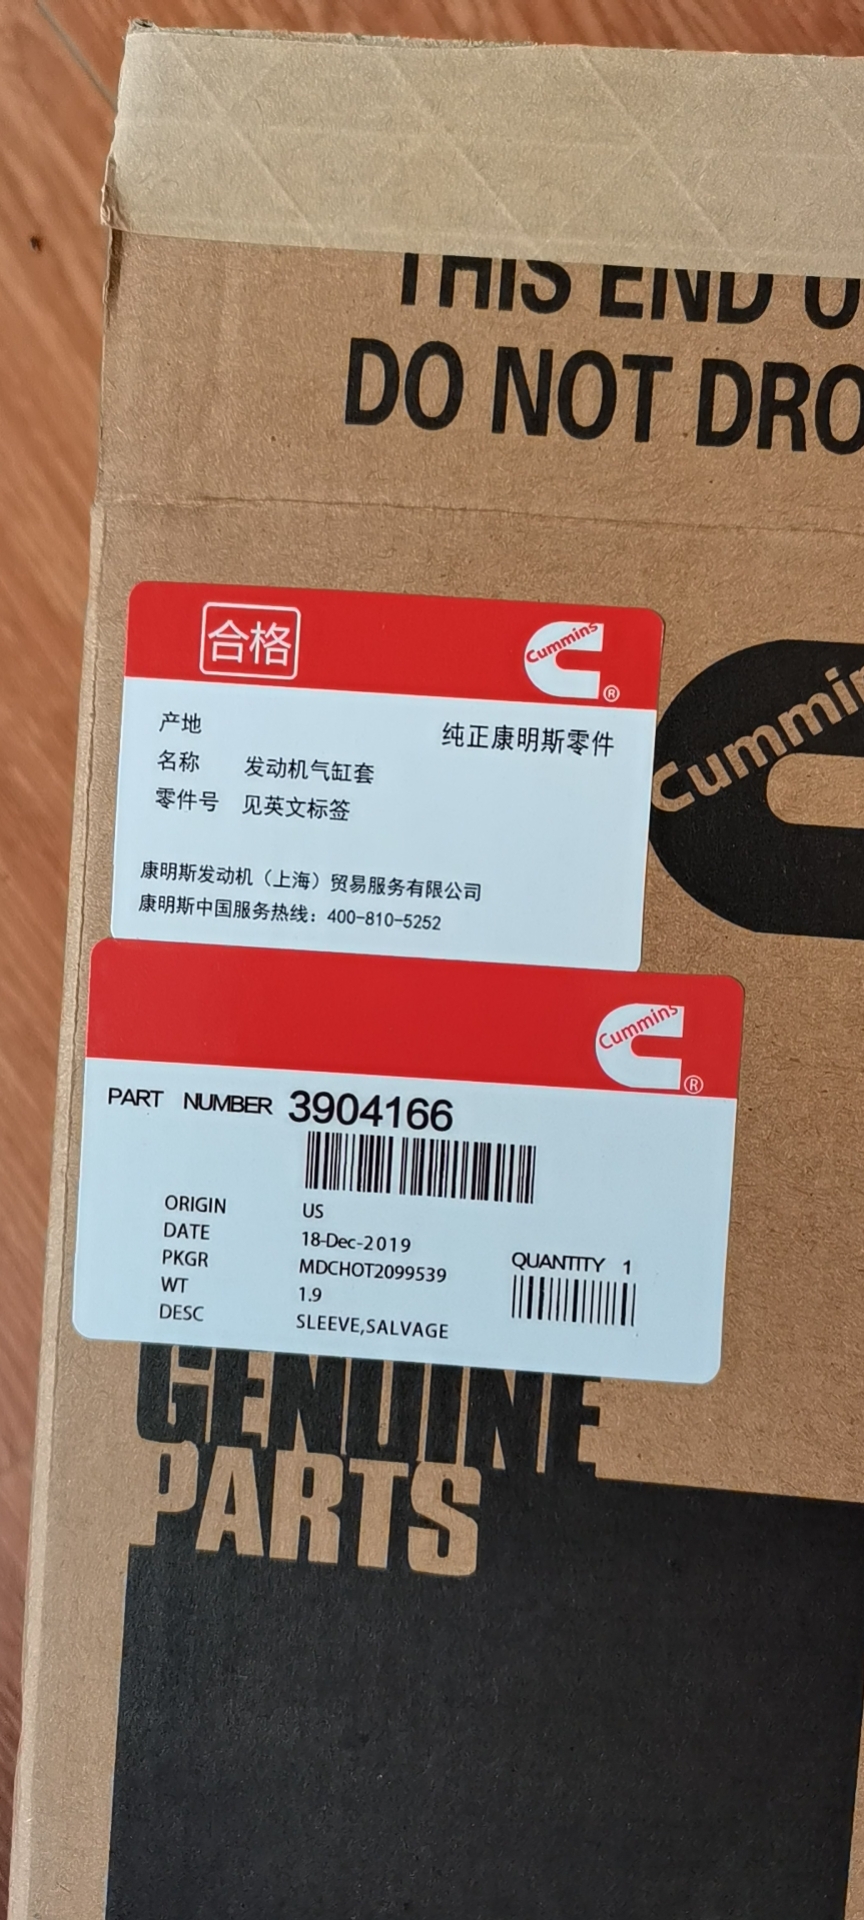 THIS END
DO NOT
合格
Cummins
®
产地
纯正康明斯零件
名称 发动机气缸套
零件号 见英文标签
康明斯发动机（上海）贸易服务有限公司
康明斯中国服务热线：400-810-5252
Cummins
Cummins
®
PART NUMBER 3904166
ORIGIN US
DATE 18-Dec-2019
PKGR MDCHOT2099539
WT 1.9
DESC SLEEVE,SALVAGE
QUANTITY 1
GENUINE
PARTS